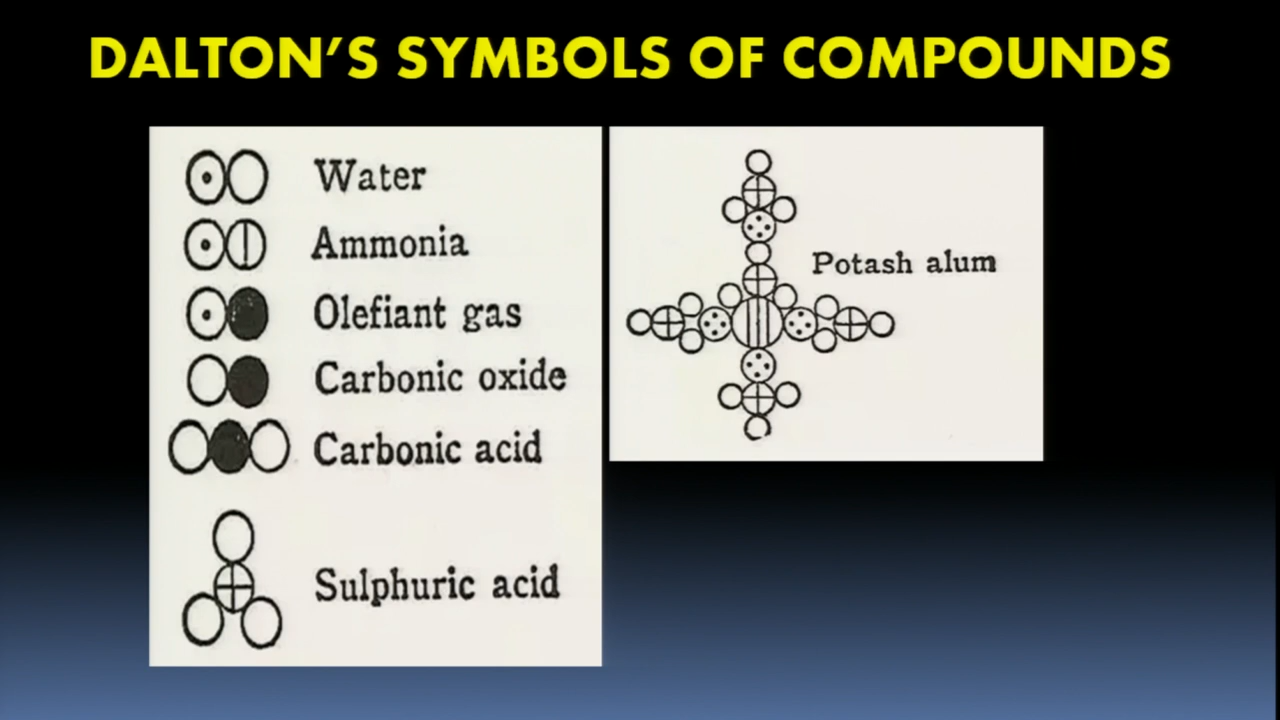 DALTON'S SYMBOLS OF COMPOUNDS
Water
Ammonia
Olefiant gas
Carbonic oxide
Carbonic acid
Sulphuric acid
Potash alum